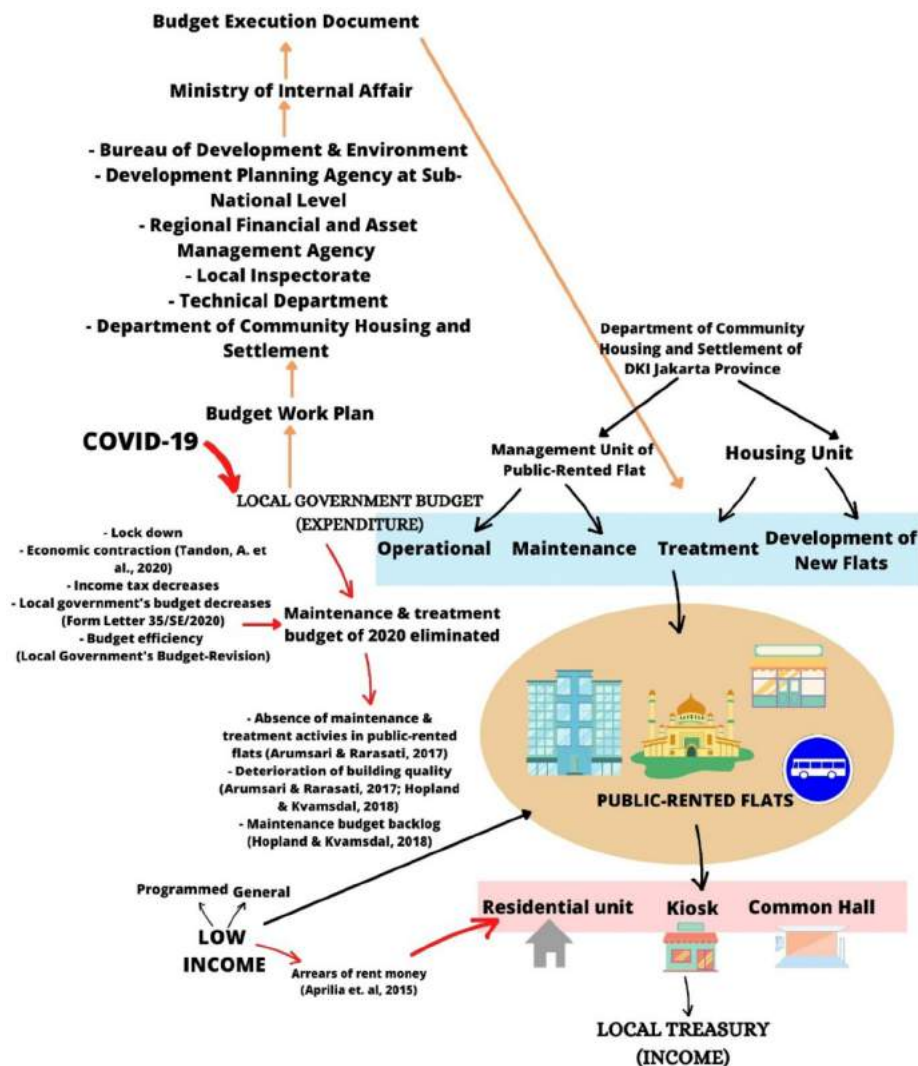 Budget Execution Document
Ministry of Internal Affair
- Bureau of Development & Environment
- Development Planning Agency at Sub-
National Level
- Regional Financial and Asset
Management Agency
- Local Inspectorate
- Technical Department
- Department of Community Housing and
Settlement
Budget Work Plan
COVID-19
LOCAL GOVERNMENT BUDGET
(EXPENDITURE)
Department of Community
Housing and Settlement of
DKI Jakarta Province
Management Unit of
Public-Rented Flat
Housing Unit
Operational
Maintenance
Treatment
Development of
New Flats
- Lock down
- Economic contraction (Tandon, A. et
al., 2020)
- Income tax decreases
- Local government's budget decreases
(Form Letter 35/SE/2020)
- Budget efficiency
(Local Government's Budget-Revision)
Maintenance & treatment
budget of 2020 eliminated
- Absence of maintenance &
treatment activies in public-rented
flats (Arumsari & Rarasati, 2017)
- Deterioration of building quality
(Arumsari & Rarasati, 2017; Hopland
& Kvamsdal, 2018)
- Maintenance budget backlog
(Hopland & Kvamsdal, 2018)
PUBLIC-RENTED FLATS
Programmed
General
LOW
INCOME
Arrears of rent money
(Aprilia et. al, 2015)
Residential unit
Kiosk
Common Hall
LOCAL TREASURY
(INCOME)